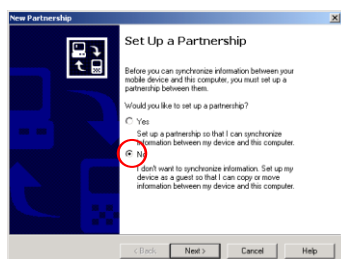 New Partnership
Set Up a Partnership
Before you can synchronize information between your
mobile device and this computer, you must set up a
partnership between them.
Would you like to set up a partnership?
Yes
Set up a partnership so that I can synchronize
information between my device and this computer.
No
I don't want to synchronize information. Set up my
device as a guest so that I can copy or move
information between my device and this computer.
< Back
Next >
Cancel
Help